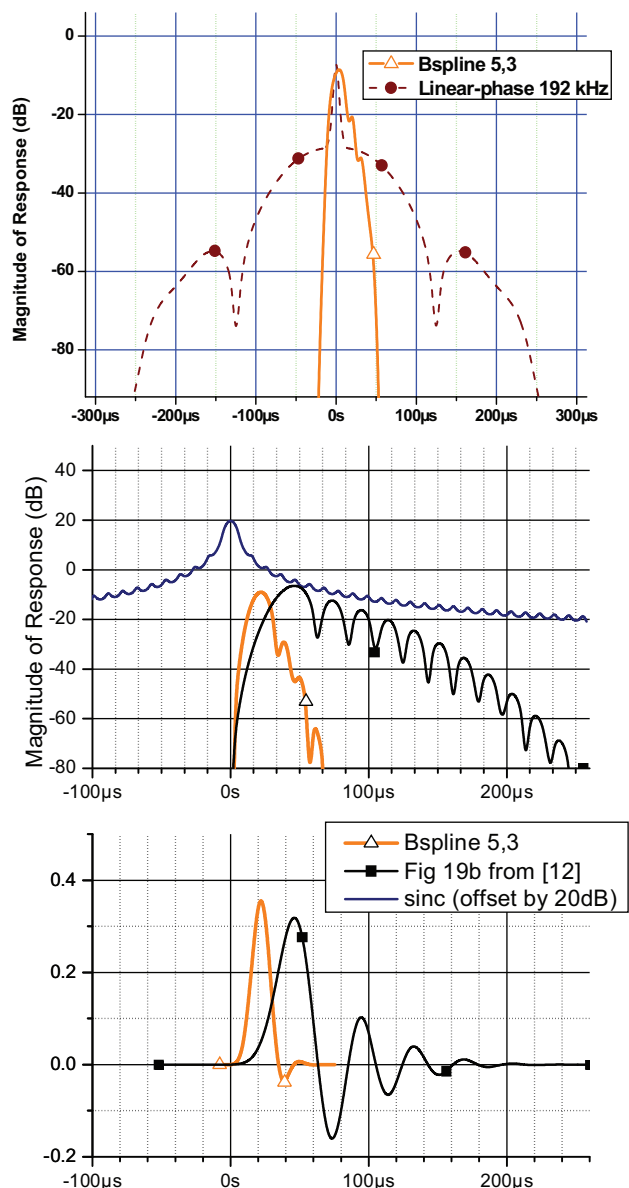 0
-20
-40
-60
-80
Magnitude of Response (dB)
Bspline 5,3
Linear-phase 192 kHz
-300µs
-200µs
-100µs
0s
100µs
200µs
300µs
40
20
0
-20
-40
-60
-80
Magnitude of Response (dB)
-100µs
0s
100µs
200µs
Bspline 5,3
Fig 19b from [12]
sinc (offset by 20dB)
0.4
0.2
0.0
-0.2
-100µs
0s
100µs
200µs